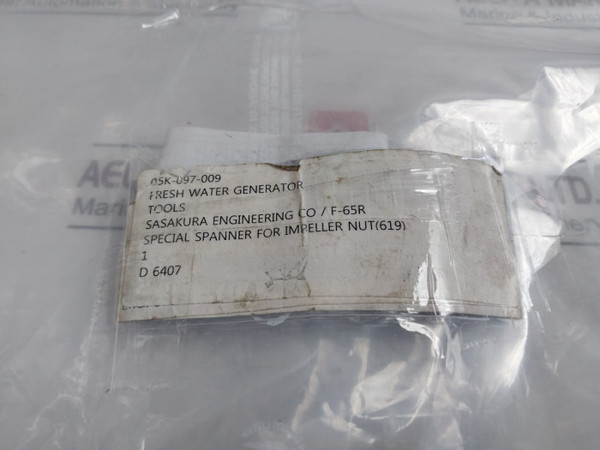 05K-097-009
FRESH WATER GENERATOR
TOOLS
SASAKURA ENGINEERING CO / F-65R
SPECIAL SPANNER FOR IMPELLER NUT(619)
1
D 6407